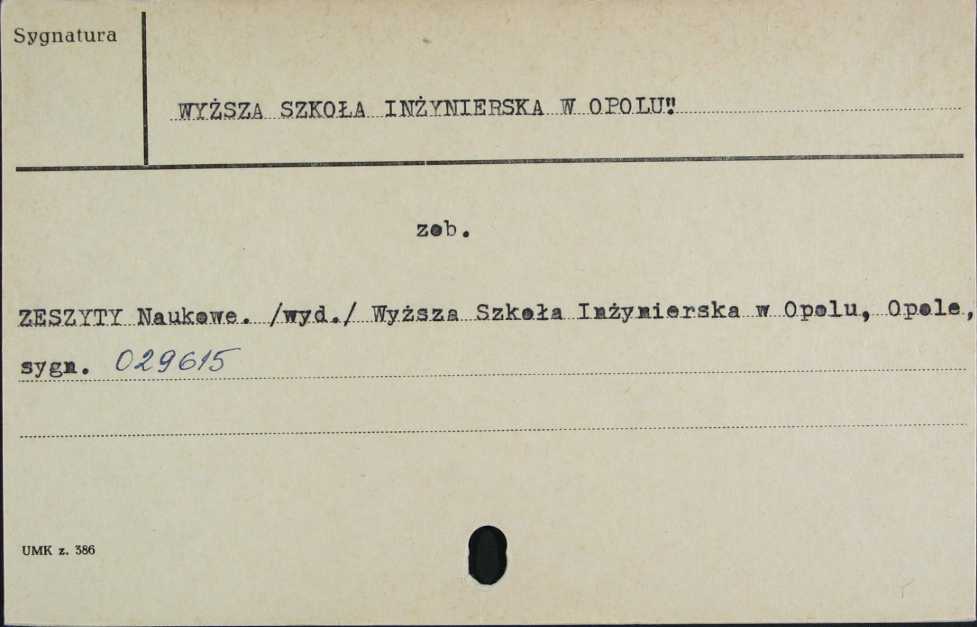 Sygnatura
WYŻSZA SZKOŁA INŻYNIERSKA W OPOLU"
zob.
ZESZYTY Naukowe. /wyd./ Wyższa Szkoła Inżynierska w Opolu, Opole,
sygn. 029615
UMK z. 386